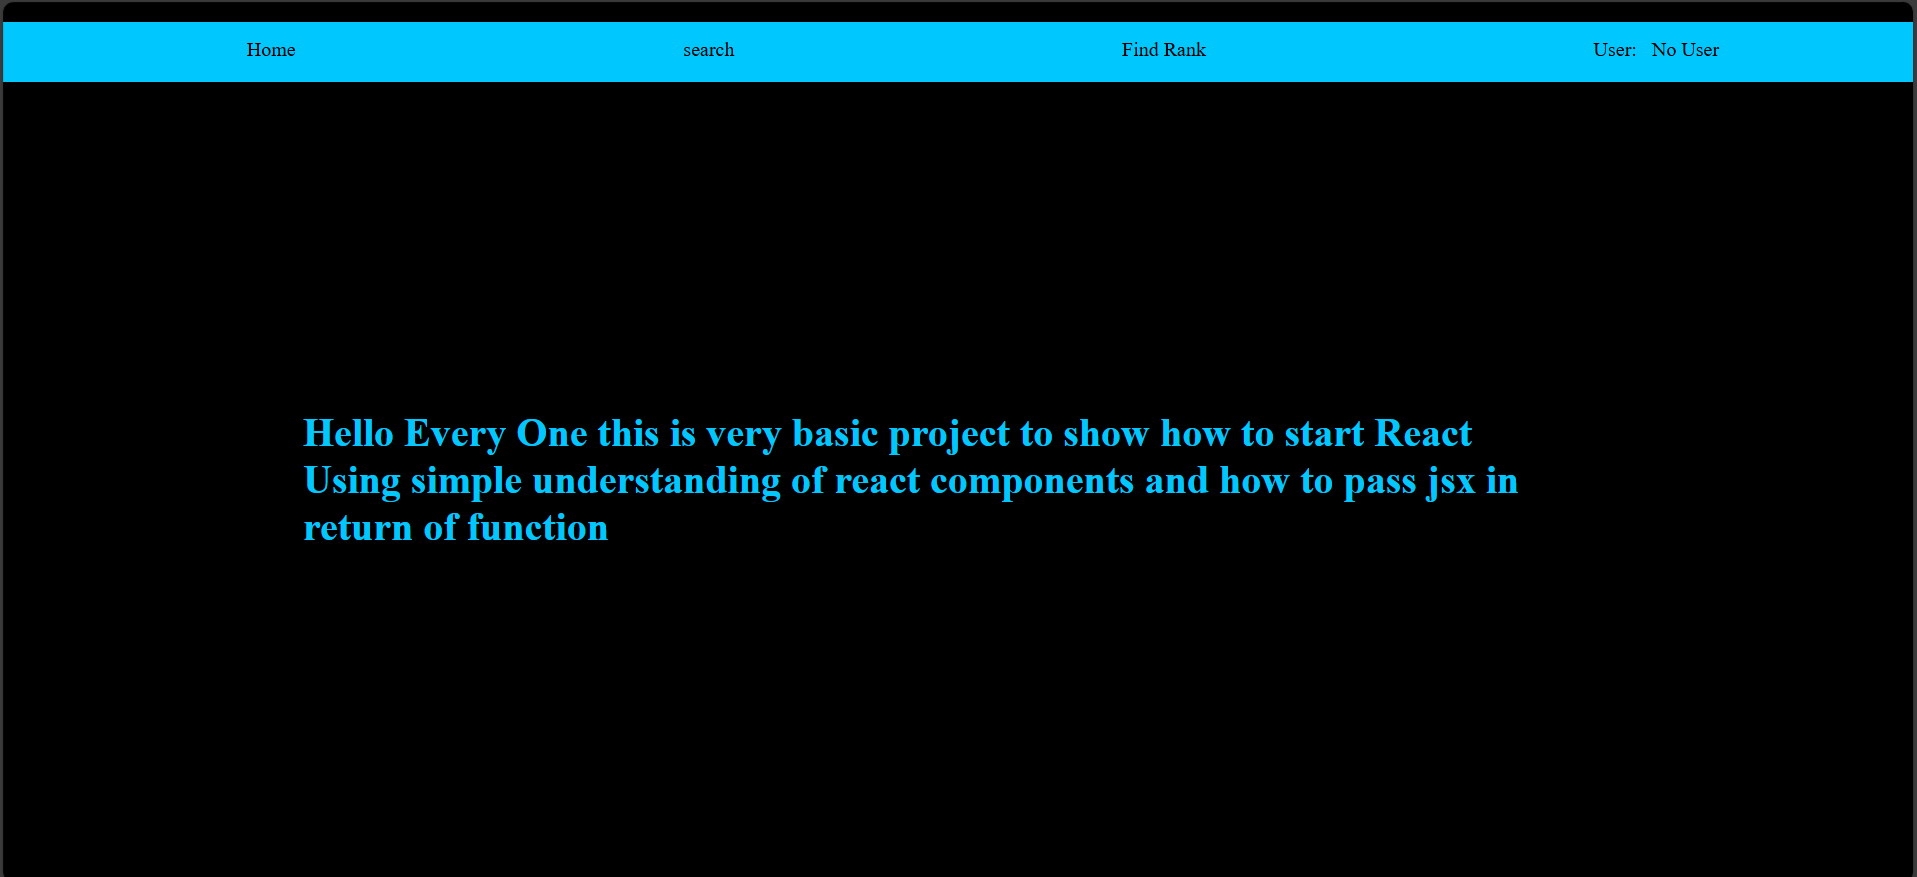 Home search Find Rank User: No User
Hello Every One this is very basic project to show how to start React
Using simple understanding of react components and how to pass jsx in
return of function